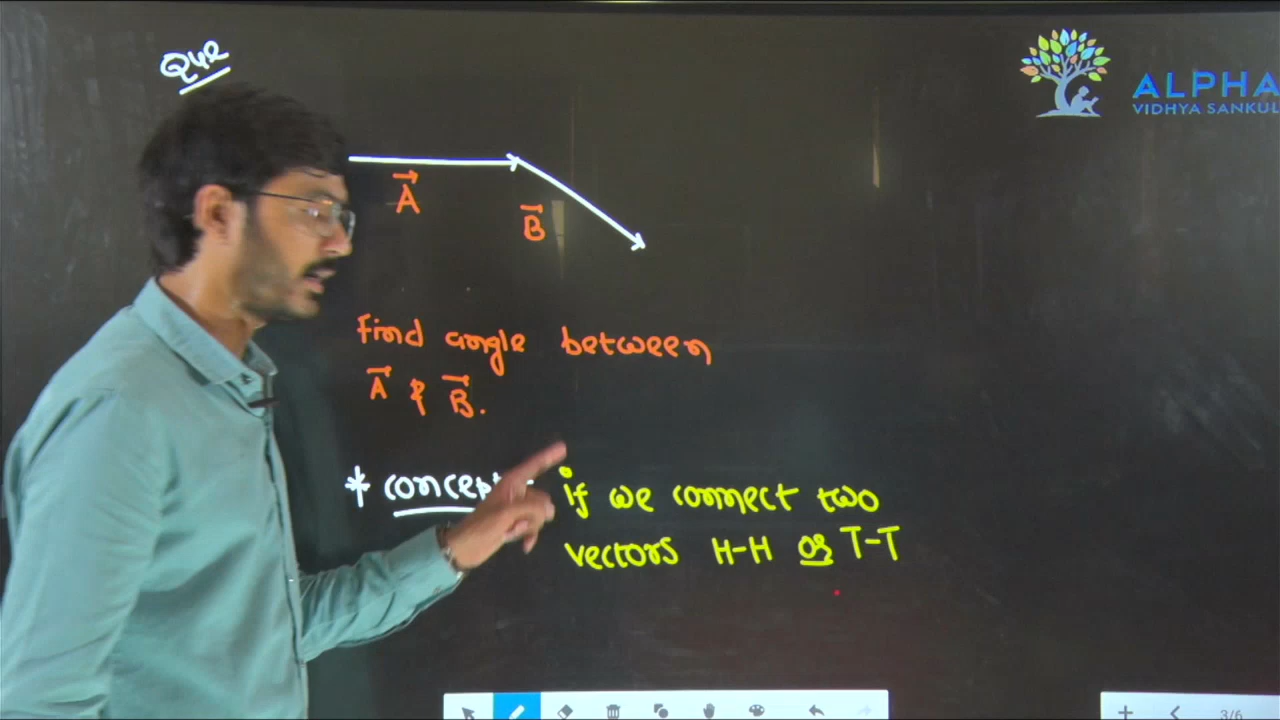 Que
ALPHA
VIDHYA SANKUL
A
B
Find angle between
A & B.
* concept
if we connect two
vectors H-H or T-T
3/6